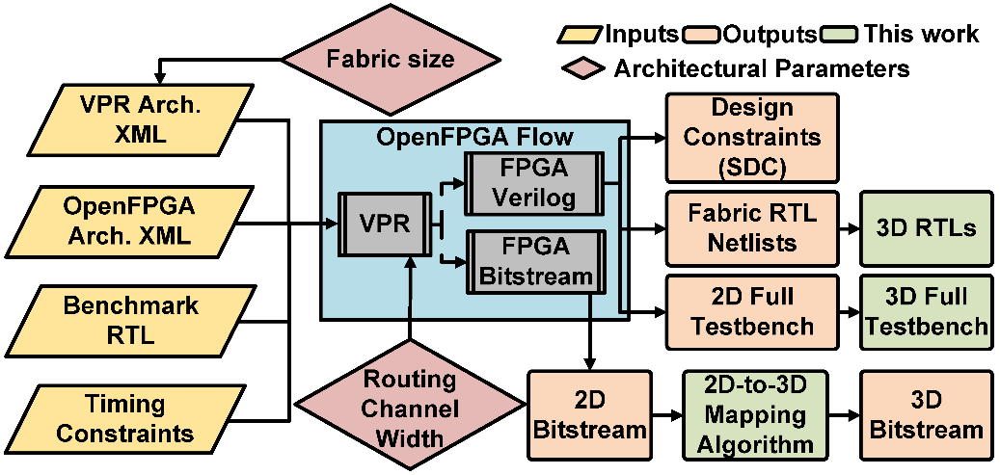 Fabric size
Inputs
Outputs
This work
Architectural Parameters
VPR Arch.
XML
OpenFPGA
Arch. XML
Benchmark
RTL
Timing
Constraints
OpenFPGA Flow
VPR
FPGA
Verilog
FPGA
Bitstream
Routing
Channel
Width
Design
Constraints
(SDC)
Fabric RTL
Netlists
3D RTLs
2D Full
Testbench
3D Full
Testbench
2D
Bitstream
2D-to-3D
Mapping
Algorithm
3D
Bitstream